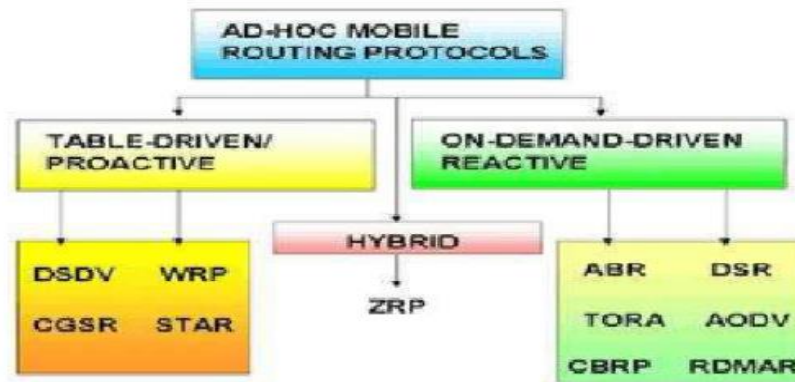 AD-HOC MOBILE
ROUTING PROTOCOLS
TABLE-DRIVEN/
PROACTIVE
ON-DEMAND-DRIVEN
REACTIVE
HYBRID
DSDV WRP
CGSR STAR
ZRP
ABR DSR
TORA AODV
CBRP RDMAR